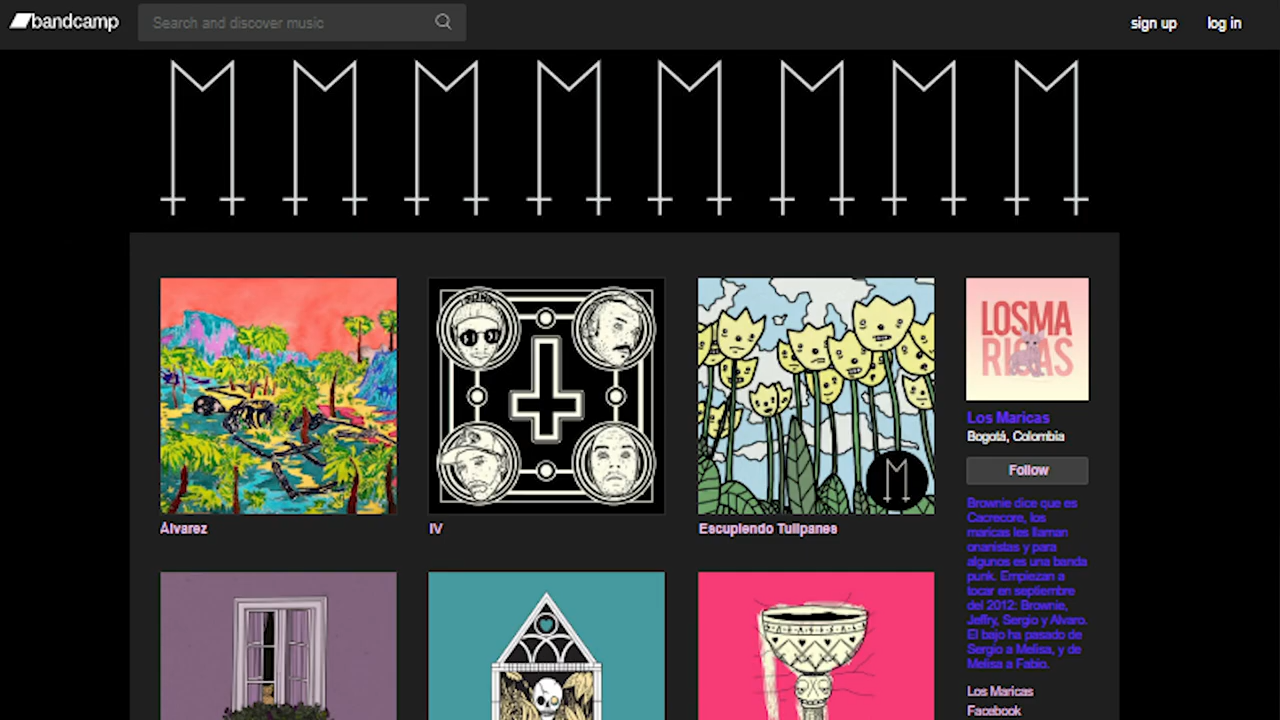 bandcamp
Search and discover music
sign up
log in
Álvarez
IV
Escupiendo Tulipanes
LOSMA
RICAS
Los Maricas
Bogotá, Colombia
Follow
Brownie dice que es
Cacrecore, los
maricas les llaman
onanistas y para
algunos es una banda
punk. Empiezan a
tocar en septiembre
del 2012: Brownie,
Jeffry, Sergio y Alvaro.
El bajo ha pasado de
Sergio a Melisa, y de
Melisa a Fabio.
Los Maricas
Facebook